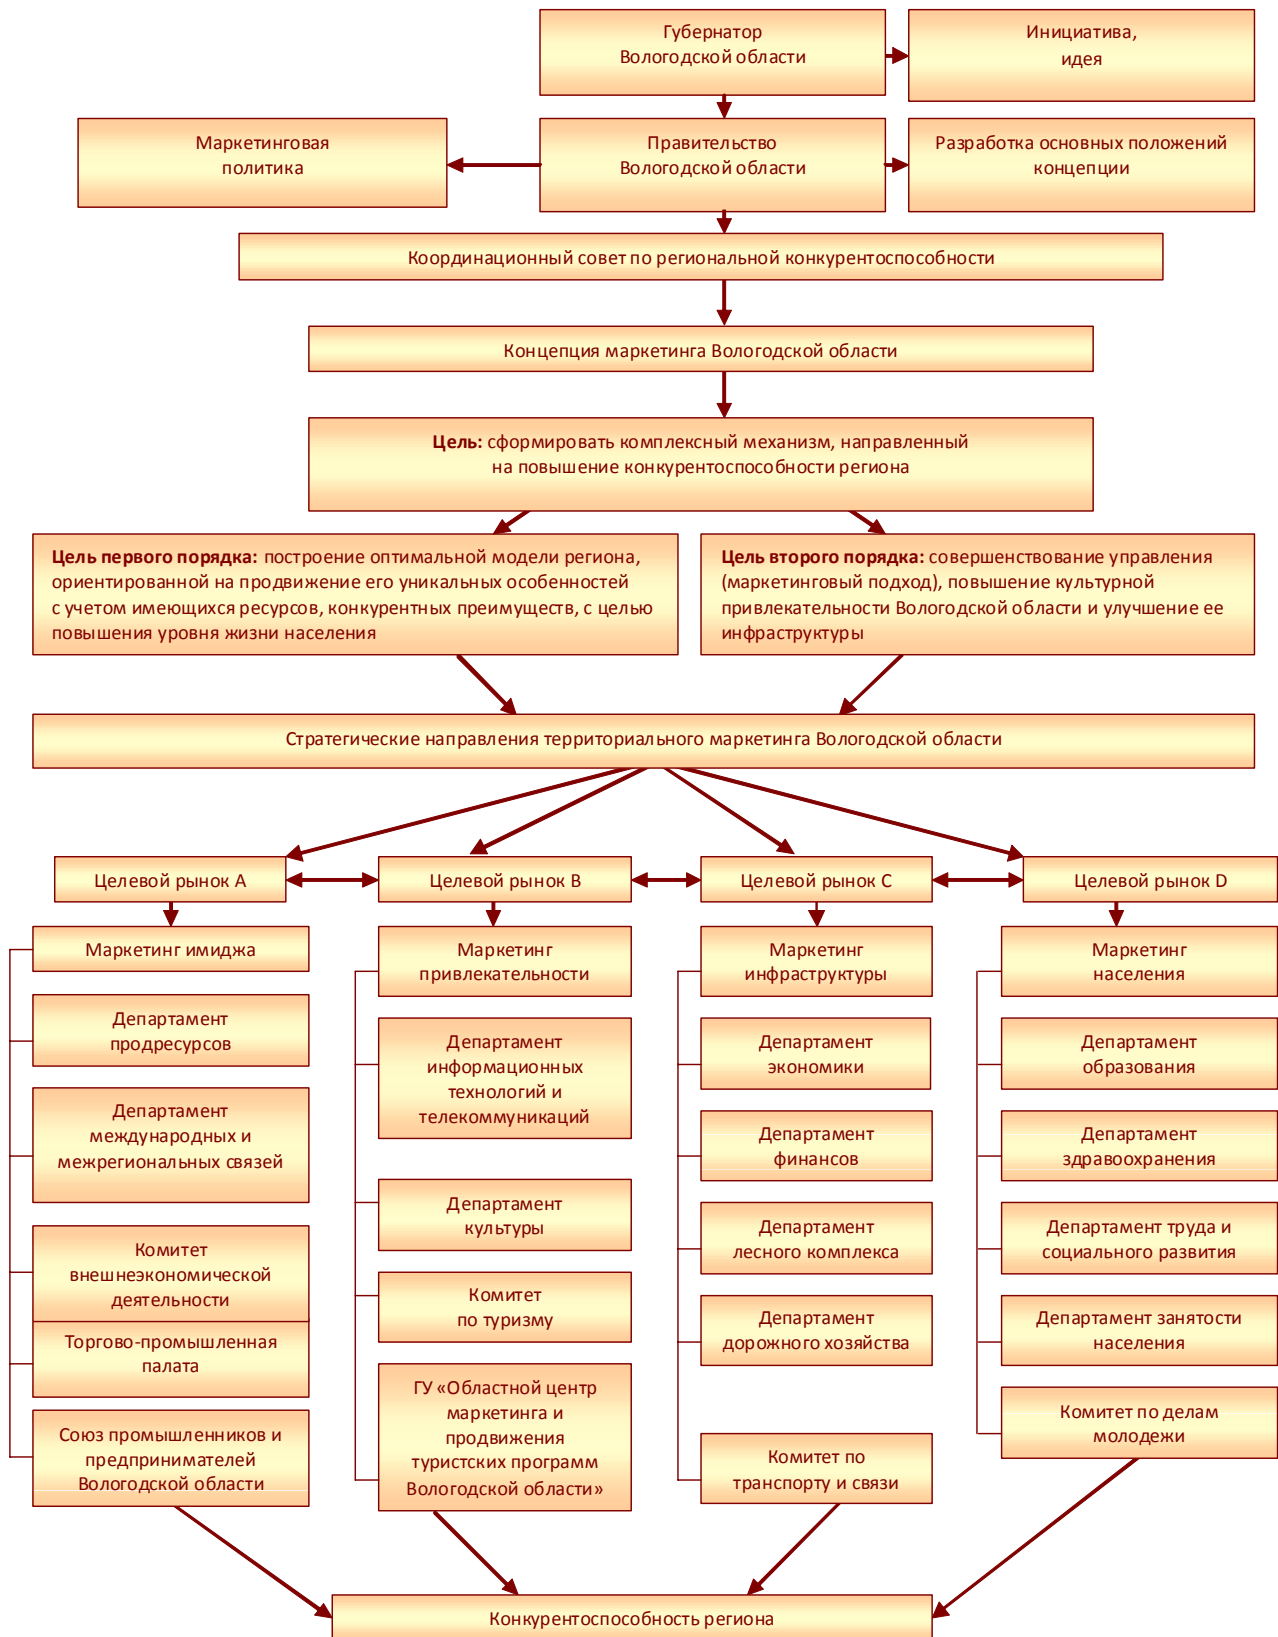 Губернатор
Вологодской области
Инициатива,
идея
Маркетинговая
политика
Правительство
Вологодской области
Разработка основных положений
концепции
Координационный совет по региональной конкурентоспособности
Концепция маркетинга Вологодской области
Цель: сформировать комплексный механизм, направленный
на повышение конкурентоспособности региона
Цель первого порядка: построение оптимальной модели региона,
ориентированной на продвижение его уникальных особенностей
с учетом имеющихся ресурсов, конкурентных преимуществ, с целью
повышения уровня жизни населения
Цель второго порядка: совершенствование управления
(маркетинговый подход), повышение культурной
привлекательности Вологодской области и улучшение ее
инфраструктуры
Стратегические направления территориального маркетинга Вологодской области
Целевой рынок А
Целевой рынок В
Целевой рынок С
Целевой рынок D
Маркетинг имиджа
Департамент
продресурсов
Департамент
международных и
межрегиональных связей
Комитет
внешнеэкономической
деятельности
Торгово-промышленная
палата
Союз промышленников и
предпринимателей
Вологодской области
Маркетинг
привлекательности
Департамент
информационных
технологий и
телекоммуникаций
Департамент
культуры
Комитет
по туризму
ГУ «Областной центр
маркетинга и
продвижения
туристских программ
Вологодской области»
Маркетинг
инфраструктуры
Департамент
экономики
Департамент
финансов
Департамент
лесного комплекса
Департамент
дорожного хозяйства
Комитет по
транспорту и связи
Маркетинг
населения
Департамент
образования
Департамент
здравоохранения
Департамент труда и
социального развития
Департамент занятости
населения
Комитет по делам
молодежи
Конкурентоспособность региона